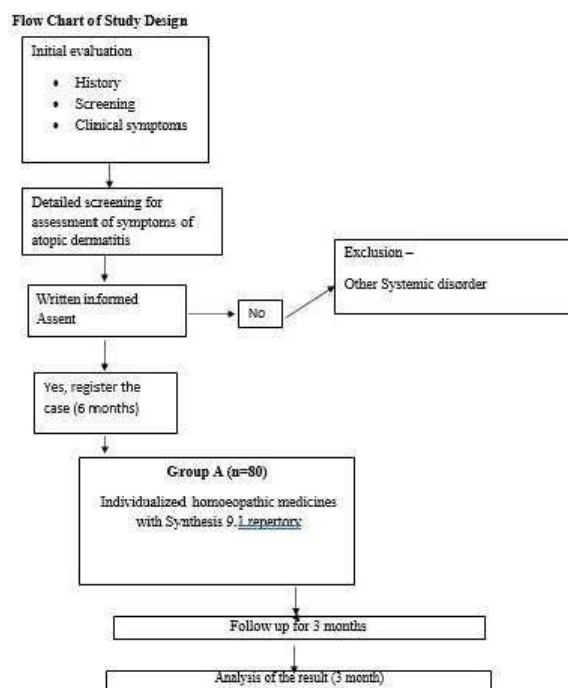 Flow Chart of Study Design
Initial evaluation
• History
• Screening
• Clinical symptoms
Detailed screening for
assessment of symptoms of
atopic dermatitis
Exclusion –
Other Systemic disorder
Written informed
Assent
No
Yes, register the
case (6 months)
Group A (n=80)
Individualized homoeopathic medicines
with Synthesis 9.1 repertory
Follow up for 3 months
Analysis of the result (3 month)